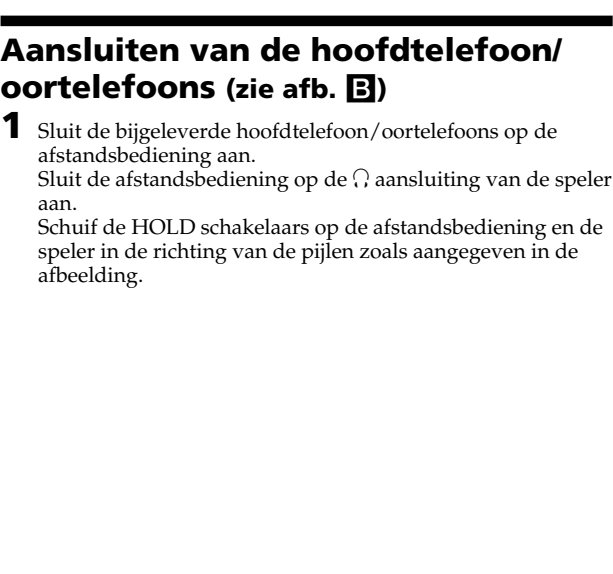 Aansluiten van de hoofdtelefoon/
oortelefoons (zie afb. B)
1 Sluit de bijgeleverde hoofdtelefoon/oortelefoons op de
afstandsbediening aan.
Sluit de afstandsbediening op de 🎧 aansluiting van de speler
aan.
Schuif de HOLD schakelaars op de afstandsbediening en de
speler in de richting van de pijlen zoals aangegeven in de
afbeelding.